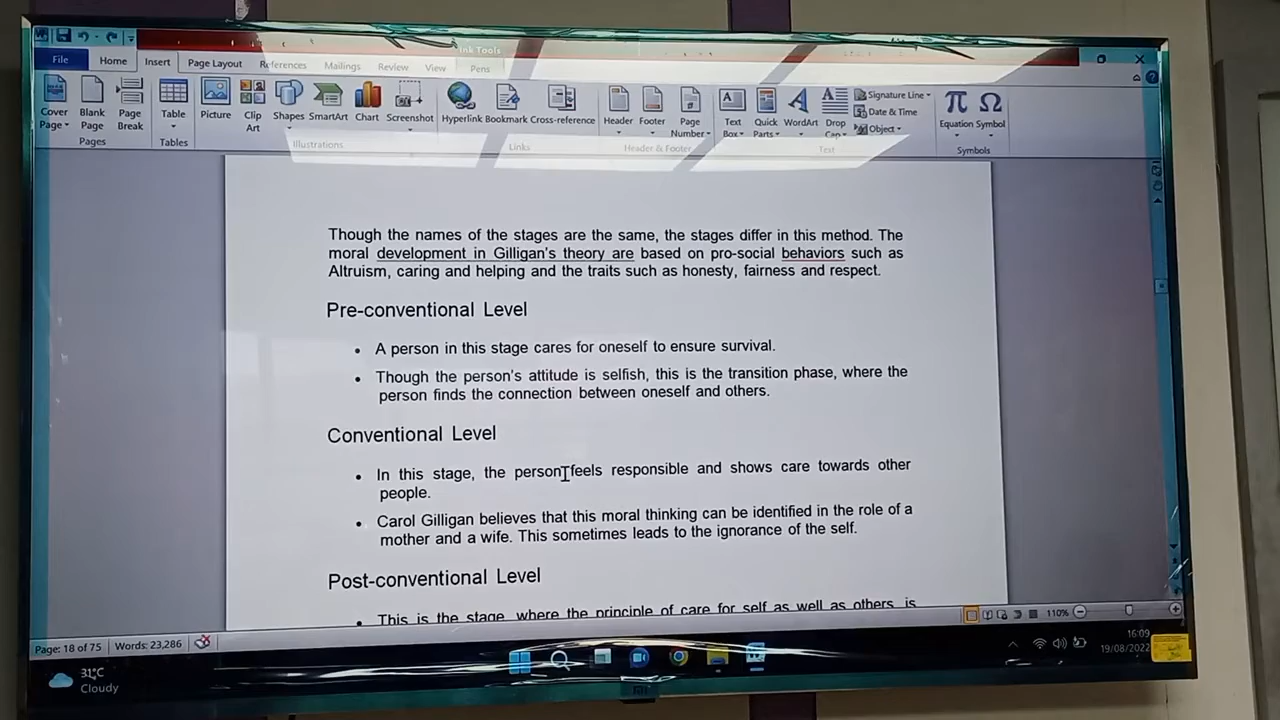 Ink Tools
File Home Insert Page Layout References Mailings Review View Pens
Cover Page Blank Page Page Break Table Picture Clip Art Shapes SmartArt Chart Screenshot Hyperlink Bookmark Cross-reference Header Footer Page Number Text Box Quick Parts WordArt Drop Cap Signature Line Date & Time Object Equation Symbol
Pages Tables Illustrations Links Header & Footer Text Symbols
Though the names of the stages are the same, the stages differ in this method. The
moral development in Gilligan's theory are based on pro-social behaviors such as
Altruism, caring and helping and the traits such as honesty, fairness and respect.
Pre-conventional Level
• A person in this stage cares for oneself to ensure survival.
• Though the person's attitude is selfish, this is the transition phase, where the
person finds the connection between oneself and others.
Conventional Level
• In this stage, the person feels responsible and shows care towards other
people.
• Carol Gilligan believes that this moral thinking can be identified in the role of a
mother and a wife. This sometimes leads to the ignorance of the self.
Post-conventional Level
• This is the stage where the principle of care for self as well as others is
Page: 18 of 75 Words: 23,286 110%
31°C
Cloudy
16:09
19/08/2022
mi